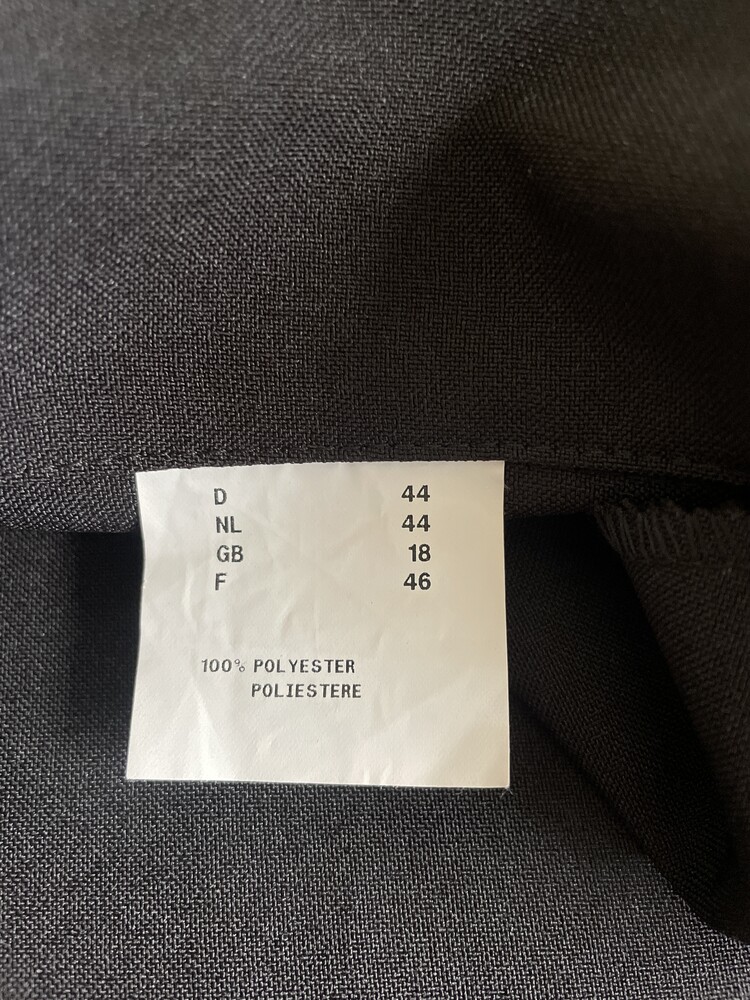 D 44
NL 44
GB 18
F 46
100% POLYESTER
POLIESTERE